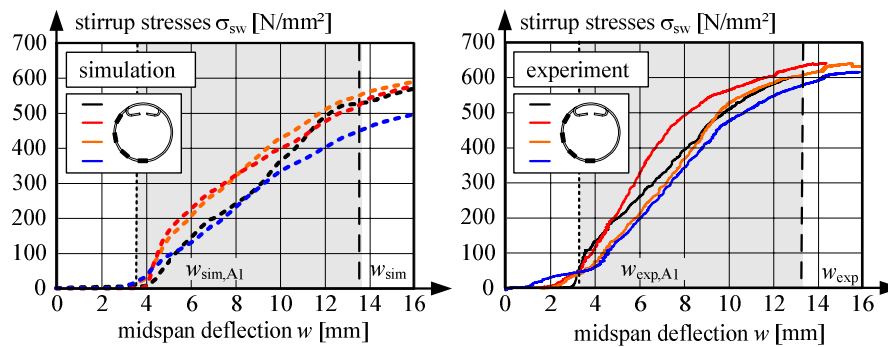 stirrup stresses σsw [N/mm²]
700
600
500
400
300
200
100
0
simulation
wsim,A1
wsim
0 2 4 6 8 10 12 14 16
midspan deflection w [mm]
stirrup stresses σsw [N/mm²]
700
600
500
400
300
200
100
0
experiment
wexp,A1
wexp
0 2 4 6 8 10 12 14 16
midspan deflection w [mm]